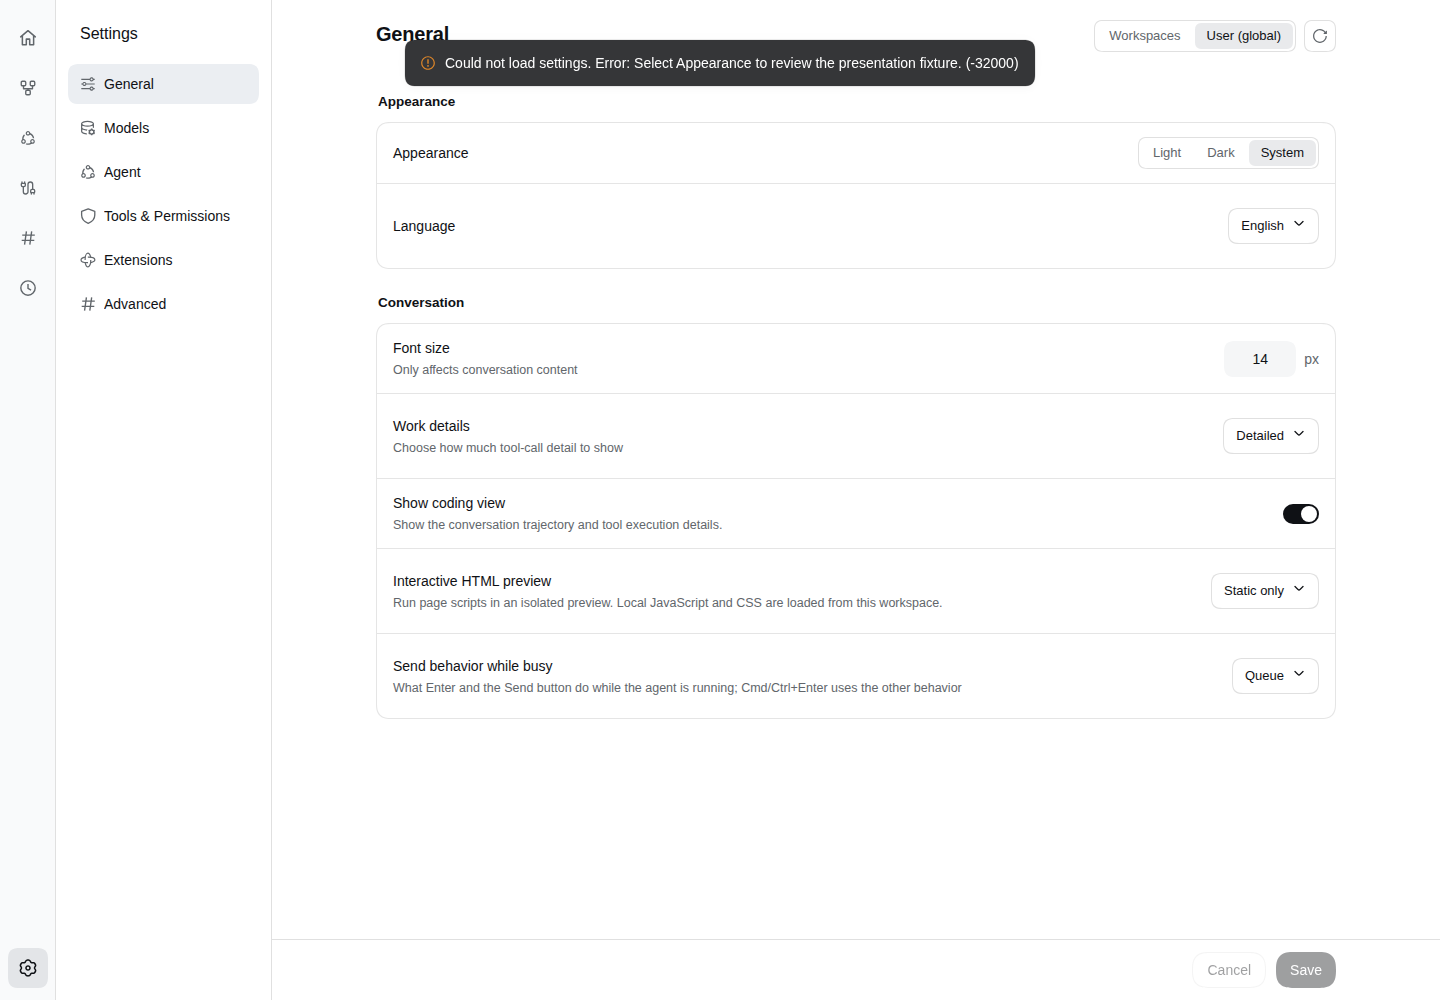 Settings
General
Models
Agent
Tools & Permissions
Extensions
Advanced
General
Workspaces
User (global)
Could not load settings. Error: Select Appearance to review the presentation fixture. (-32000)
Appearance
Appearance
Light
Dark
System
Language
English
Conversation
Font size
Only affects conversation content
14
px
Work details
Choose how much tool-call detail to show
Detailed
Show coding view
Show the conversation trajectory and tool execution details.
Interactive HTML preview
Run page scripts in an isolated preview. Local JavaScript and CSS are loaded from this workspace.
Static only
Send behavior while busy
What Enter and the Send button do while the agent is running; Cmd/Ctrl+Enter uses the other behavior
Queue
Cancel
Save